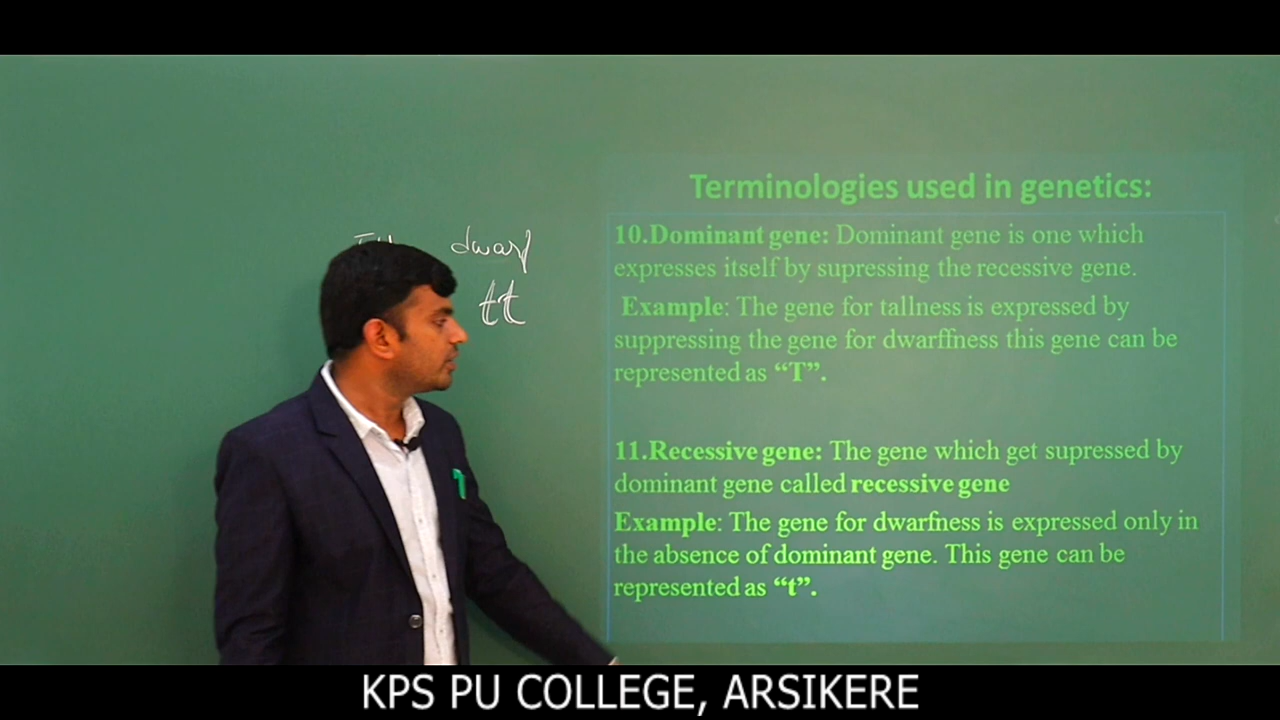 Terminologies used in genetics:
10.Dominant gene: Dominant gene is one which
expresses itself by supressing the recessive gene.
Example: The gene for tallness is expressed by
suppressing the gene for dwarffness this gene can be
represented as “T”.
11.Recessive gene: The gene which get supressed by
dominant gene called recessive gene
Example: The gene for dwarfness is expressed only in
the absence of dominant gene. This gene can be
represented as “t”.
dwarf
tt
KPS PU COLLEGE, ARSIKERE